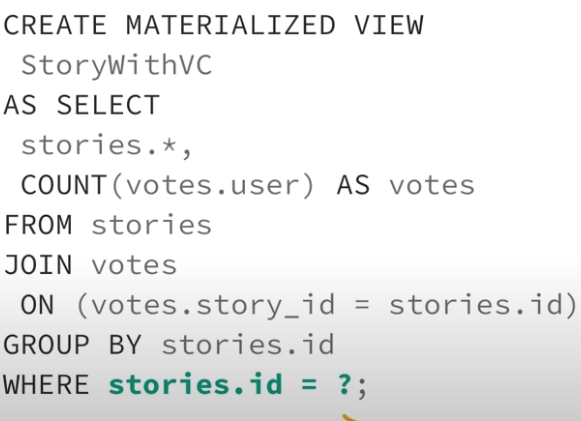 CREATE MATERIALIZED VIEW
StoryWithVC
AS SELECT
stories.*,
COUNT(votes.user) AS votes
FROM stories
JOIN votes
ON (votes.story_id = stories.id)
GROUP BY stories.id
WHERE stories.id = ?;